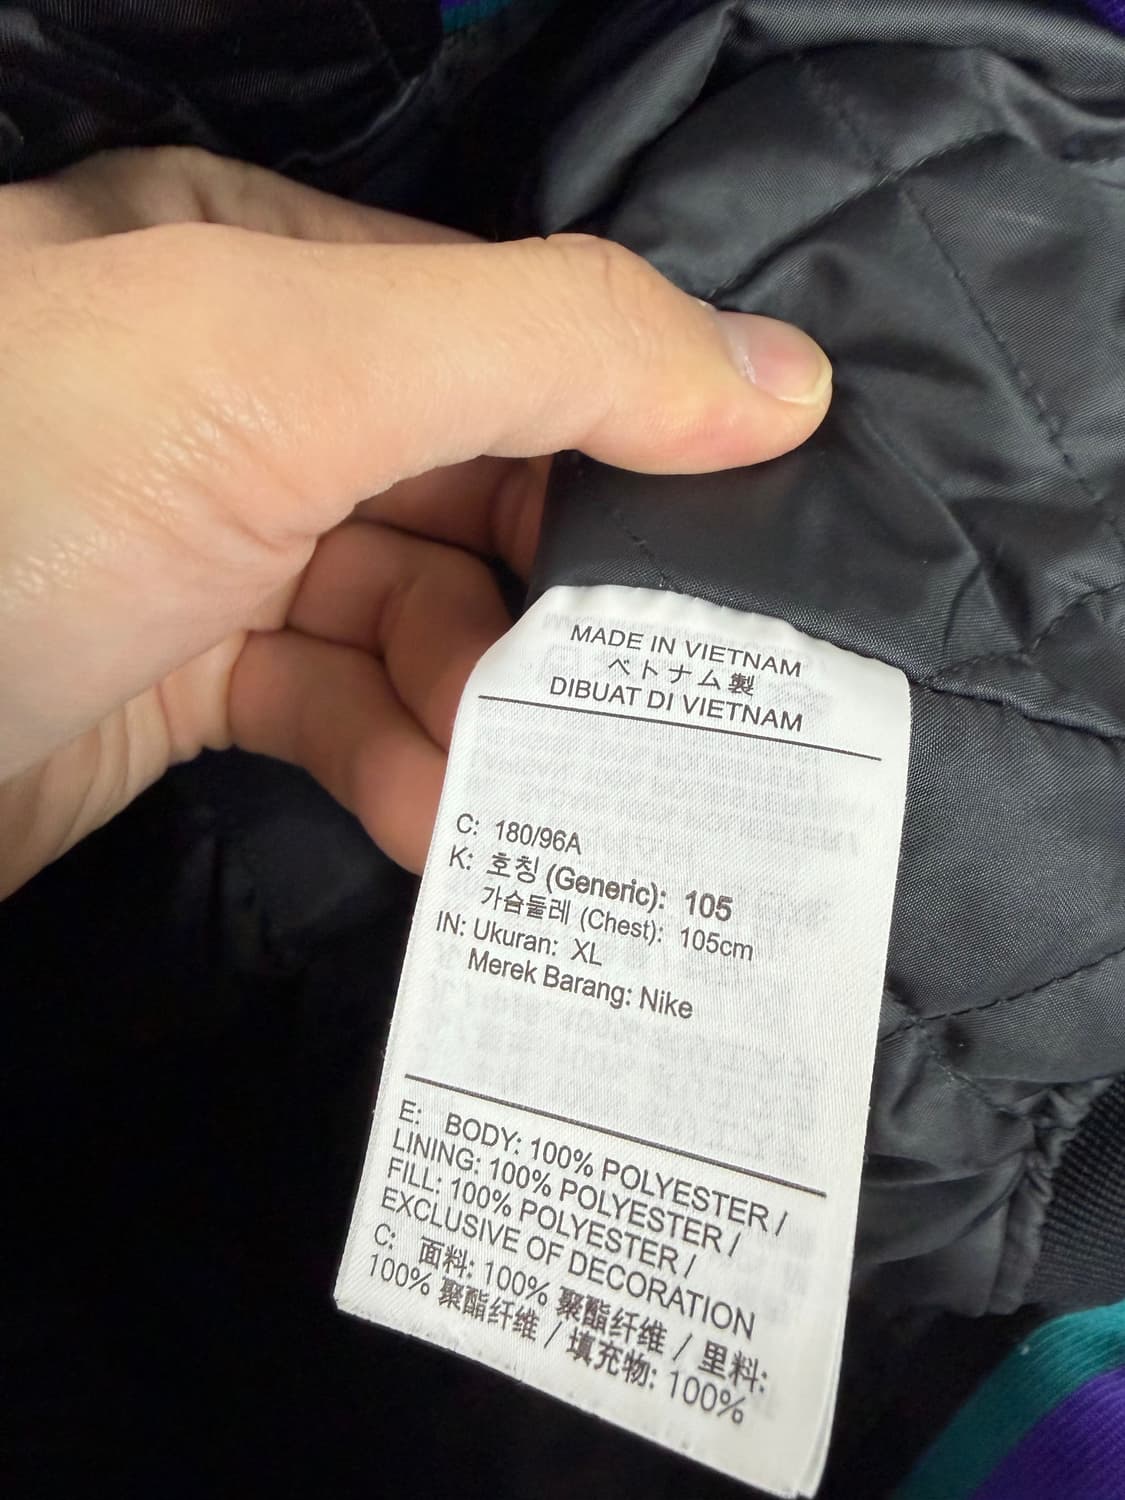 MADE IN VIETNAM
ベトナム製
DIBUAT DI VIETNAM
C: 180/96A
K: 호칭 (Generic): 105
가슴둘레 (Chest): 105cm
IN: Ukuran: XL
Merek Barang: Nike
E: BODY: 100% POLYESTER /
LINING: 100% POLYESTER /
FILL: 100% POLYESTER /
EXCLUSIVE OF DECORATION
C: 面料: 100% 聚酯纤维 / 里料:
100% 聚酯纤维 / 填充物: 100%